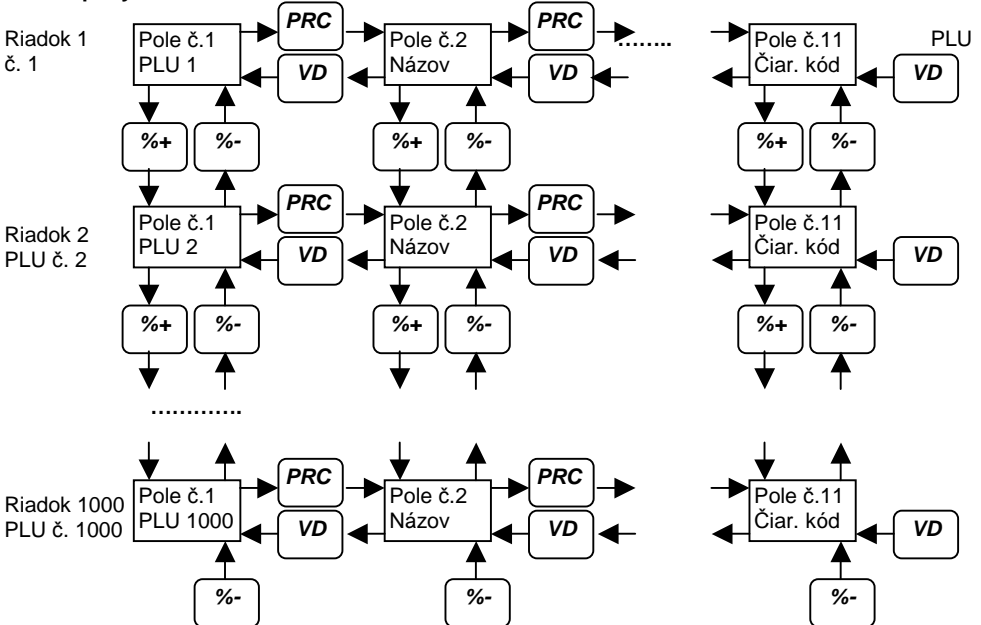 PRC PRC
Riadok 1 Pole č.1 Pole č.2 …….. Pole č.11 PLU
č. 1 PLU 1 VD Názov VD Čiar. kód VD
%+ %- %+ %- %+ %-
PRC PRC
Riadok 2 Pole č.1 Pole č.2 Pole č.11
PLU č. 2 PLU 2 VD Názov VD Čiar. kód VD
%+ %- %+ %- %+ %-
………….
PRC PRC
Riadok 1000 Pole č.1 Pole č.2 Pole č.11
PLU č. 1000 PLU 1000 VD Názov VD Čiar. kód VD
%- %- %-